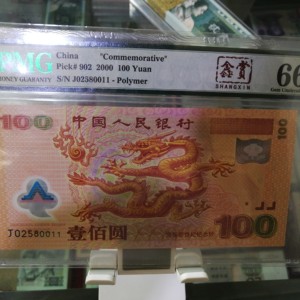 PMG
MONEY GUARANTY
China "Commemorative"
Pick# 902 2000 100 Yuan
S/N J02580011 - Polymer
鑫賞
SHANGXIN
66
100
中国人民银行
J02580011
壹佰圆
100